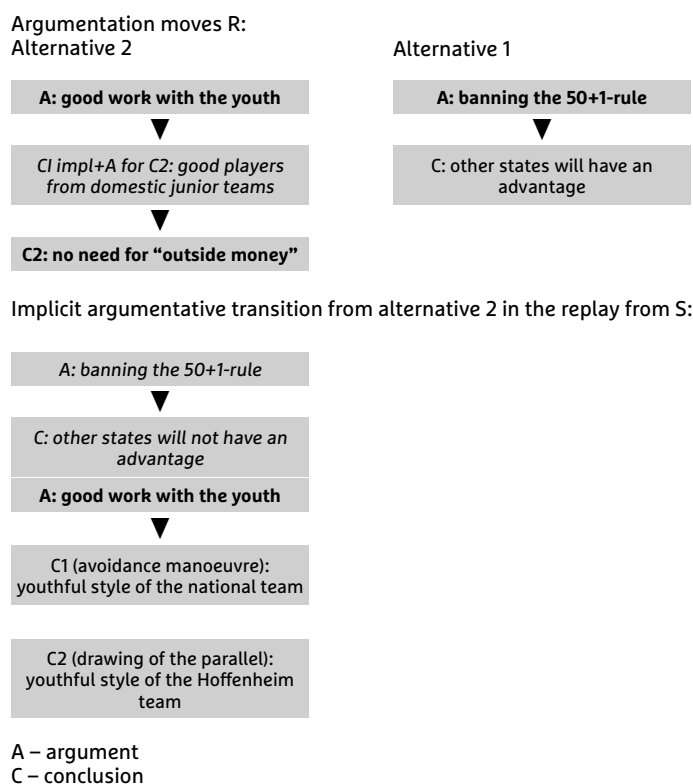 Argumentation moves R:
Alternative 2
A: good work with the youth
CI impl+A for C2: good players
from domestic junior teams
C2: no need for “outside money”
Alternative 1
A: banning the 50+1-rule
C: other states will have an
advantage
Implicit argumentative transition from alternative 2 in the replay from S:
A: banning the 50+1-rule
C: other states will not have an
advantage
A: good work with the youth
C1 (avoidance manoeuvre):
youthful style of the national team
C2 (drawing of the parallel):
youthful style of the Hoffenheim
team
A – argument
C – conclusion